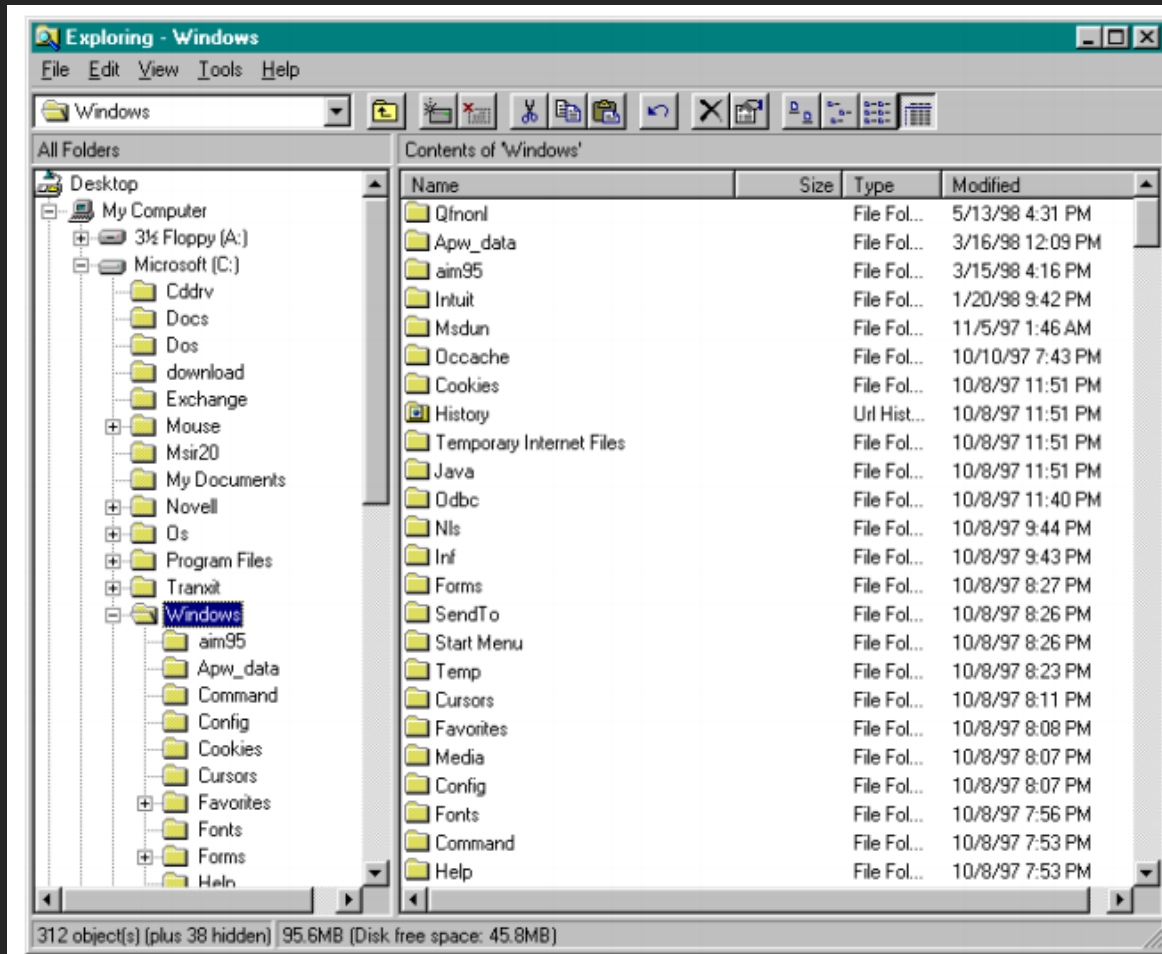 Exploring - Windows
File Edit View Tools Help
Windows
All Folders
Contents of 'Windows'
Desktop
My Computer
3½ Floppy (A:)
Microsoft (C:)
Cddrv
Docs
Dos
download
Exchange
Mouse
Msir20
My Documents
Novell
Os
Program Files
Tranxit
Windows
aim95
Apw_data
Command
Config
Cookies
Cursors
Favorites
Fonts
Forms
Help
Name Size Type Modified
Qfnonl File Fol... 5/13/98 4:31 PM
Apw_data File Fol... 3/16/98 12:09 PM
aim95 File Fol... 3/15/98 4:16 PM
Intuit File Fol... 1/20/98 9:42 PM
Msdun File Fol... 11/5/97 1:46 AM
Occache File Fol... 10/10/97 7:43 PM
Cookies File Fol... 10/8/97 11:51 PM
History Url Hist... 10/8/97 11:51 PM
Temporary Internet Files File Fol... 10/8/97 11:51 PM
Java File Fol... 10/8/97 11:51 PM
Odbc File Fol... 10/8/97 11:40 PM
Nls File Fol... 10/8/97 9:44 PM
Inf File Fol... 10/8/97 9:43 PM
Forms File Fol... 10/8/97 8:27 PM
SendTo File Fol... 10/8/97 8:26 PM
Start Menu File Fol... 10/8/97 8:26 PM
Temp File Fol... 10/8/97 8:23 PM
Cursors File Fol... 10/8/97 8:11 PM
Favorites File Fol... 10/8/97 8:08 PM
Media File Fol... 10/8/97 8:07 PM
Config File Fol... 10/8/97 8:07 PM
Fonts File Fol... 10/8/97 7:56 PM
Command File Fol... 10/8/97 7:53 PM
Help File Fol... 10/8/97 7:53 PM
312 object(s) (plus 38 hidden) 95.6MB (Disk free space: 45.8MB)